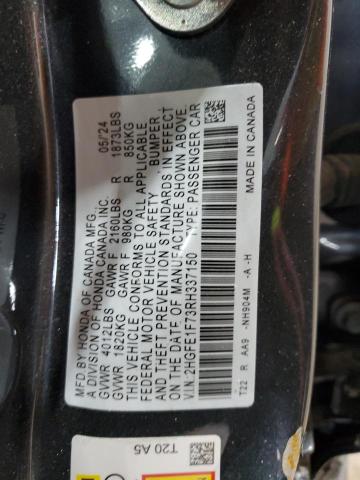 MFD BY HONDA OF CANADA MFG. 05/'24
A DIVISION OF HONDA CANADA INC.
GVWR 4012LBS GAWR F 2160LBS R 1873LBS
GVWR 1820KG GAWR F 980KG R 850KG
THIS VEHICLE CONFORMS TO ALL APPLICABLE
FEDERAL MOTOR VEHICLE SAFETY, BUMPER
AND THEFT PREVENTION STANDARDS IN EFFECT
ON THE DATE OF MANUFACTURE SHOWN ABOVE.
V.I.N. 2HGFE1F73RH337150 TYPE: PASSENGER CAR
T22 R AA9 -NH904M -A -H MADE IN CANADA
T20 A5